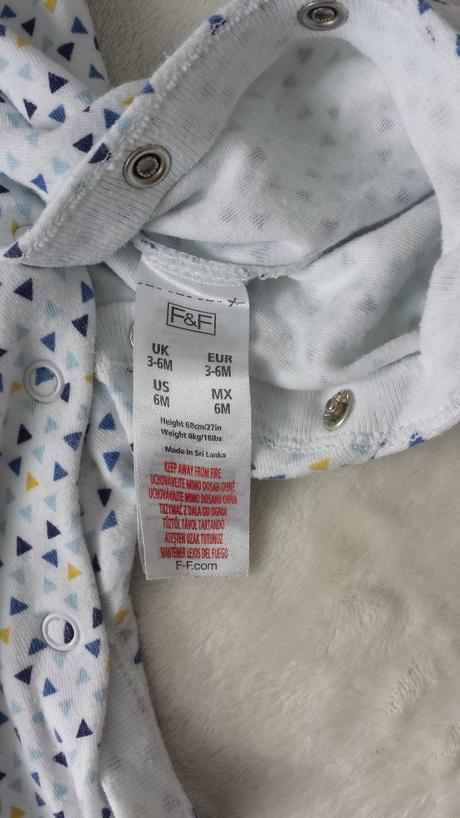 F&F
UK EUR
3-6M 3-6M
US MX
6M 6M
Height 68cm/27in
Weight 8kg/18lbs
Made in Sri Lanka
KEEP AWAY FROM FIRE
UCHOVÁVEJTE MIMO DOSAH OHNĚ
UCHOVÁVAJTE MIMO DOSAHU OHŇA
TRZYMAĆ Z DALA OD OGNIA
TŰZTŐL TÁVOL TARTANDÓ
ATEŞTEN UZAK TUTUNUZ
MANTENER LEJOS DEL FUEGO
F-F.com